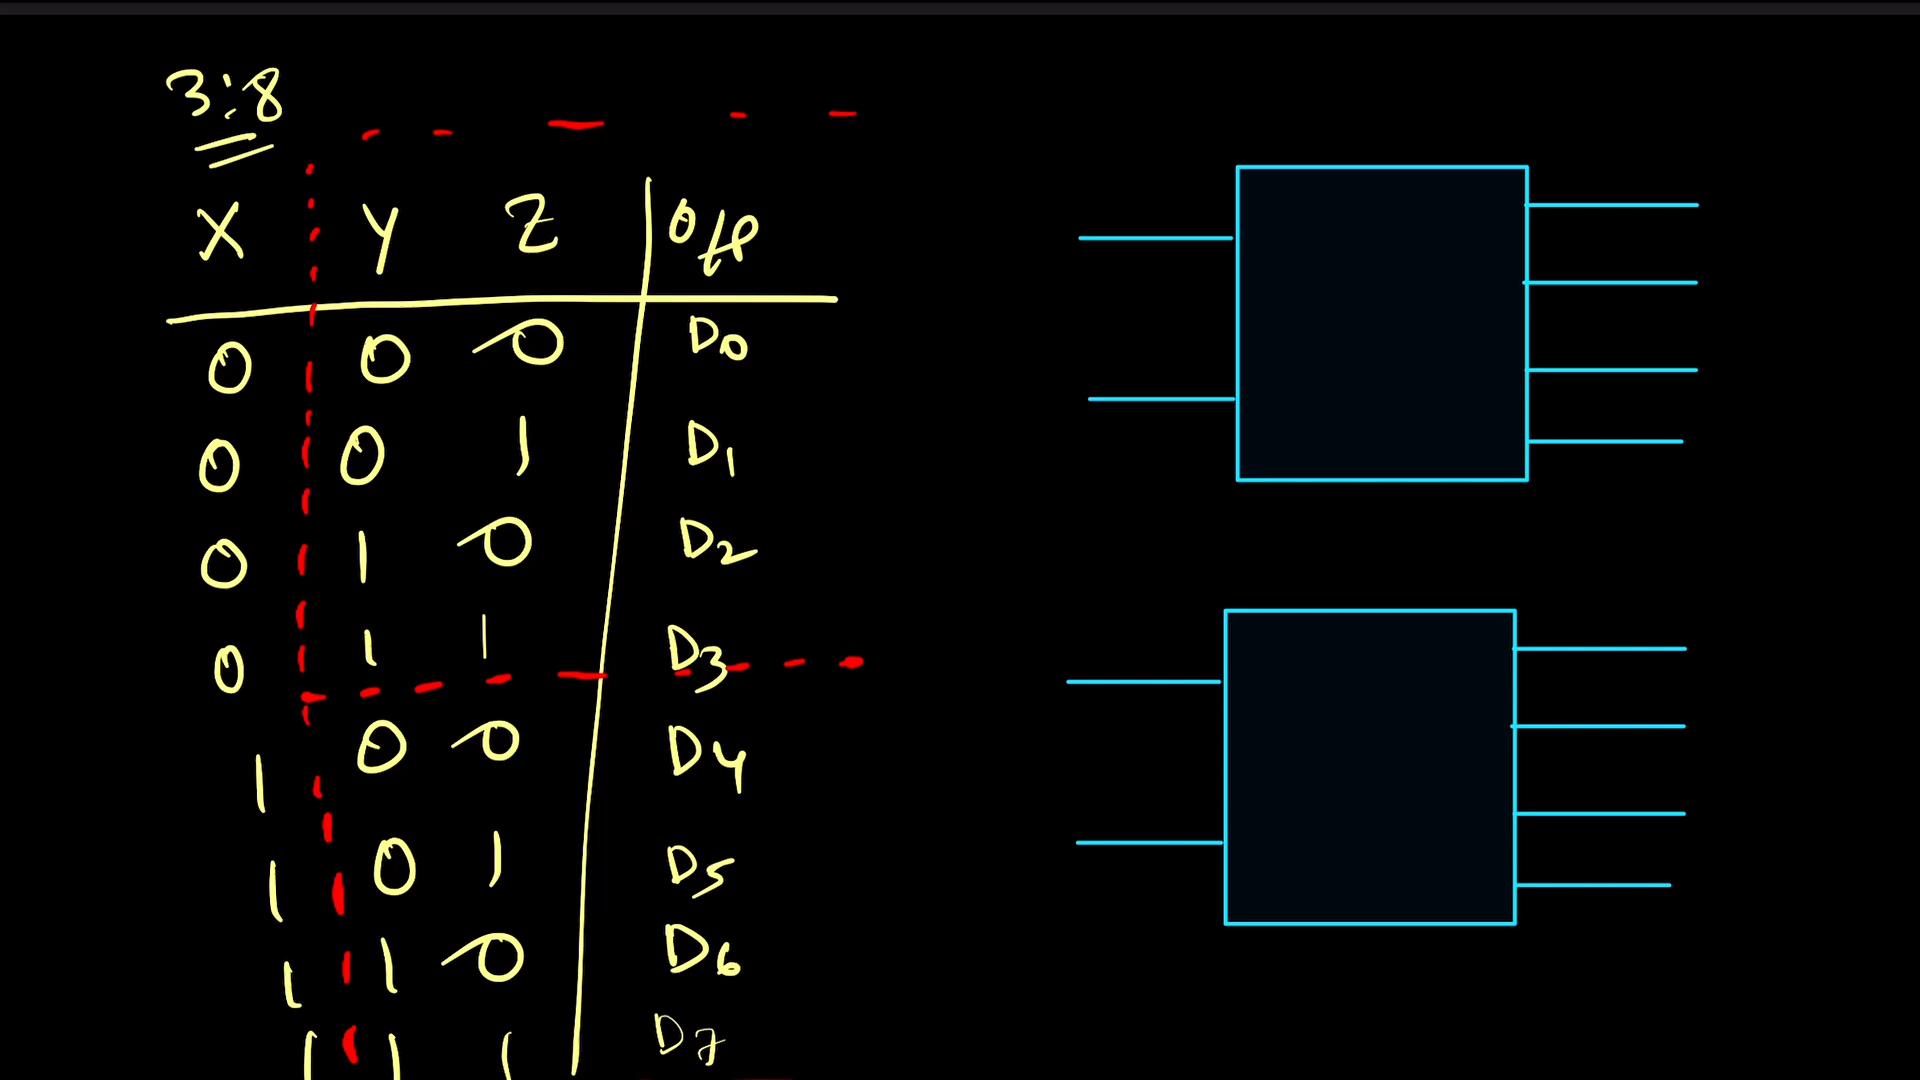 3:8
X Y Z O/P
0 0 0 D0
0 0 1 D1
0 1 0 D2
0 1 1 D3
1 0 0 D4
1 0 1 D5
1 1 0 D6
1 1 1 D7